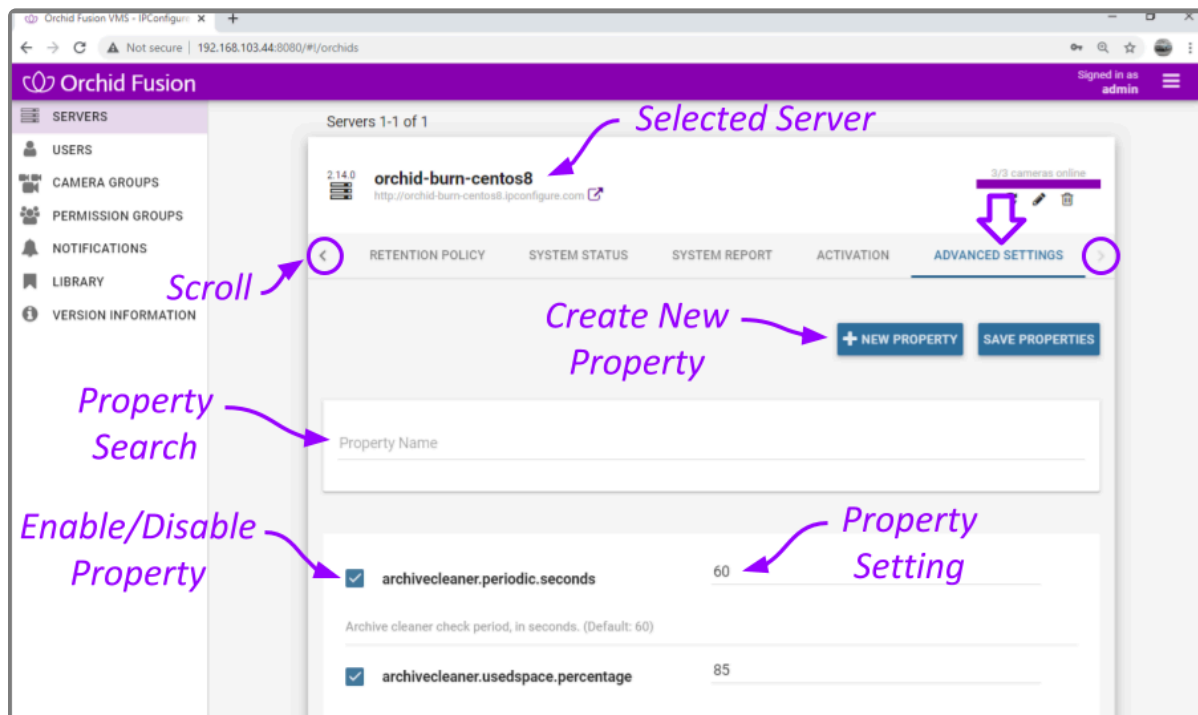 Orchid Fusion VMS - IPConfigure
Not secure | 192.168.103.44:8080/#!/orchids
Orchid Fusion
Signed in as
admin
SERVERS
USERS
CAMERA GROUPS
PERMISSION GROUPS
NOTIFICATIONS
LIBRARY
VERSION INFORMATION
Servers 1-1 of 1
Selected Server
2.14.0
orchid-burn-centos8
http://orchid-burn-centos8.ipconfigure.com
3/3 cameras online
RETENTION POLICY
SYSTEM STATUS
SYSTEM REPORT
ACTIVATION
ADVANCED SETTINGS
Scroll
Create New
Property
NEW PROPERTY
SAVE PROPERTIES
Property
Search
Property Name
Enable/Disable
Property
Property
Setting
archivecleaner.periodic.seconds
60
Archive cleaner check period, in seconds. (Default: 60)
archivecleaner.usedspace.percentage
85